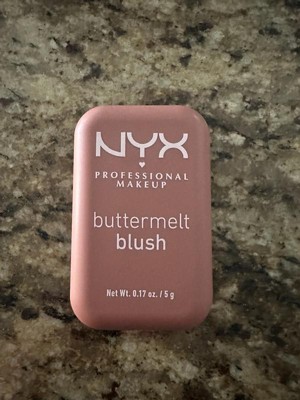 NYX
PROFESSIONAL
MAKEUP
buttermelt
blush
Net Wt. 0.17 oz. / 5 g